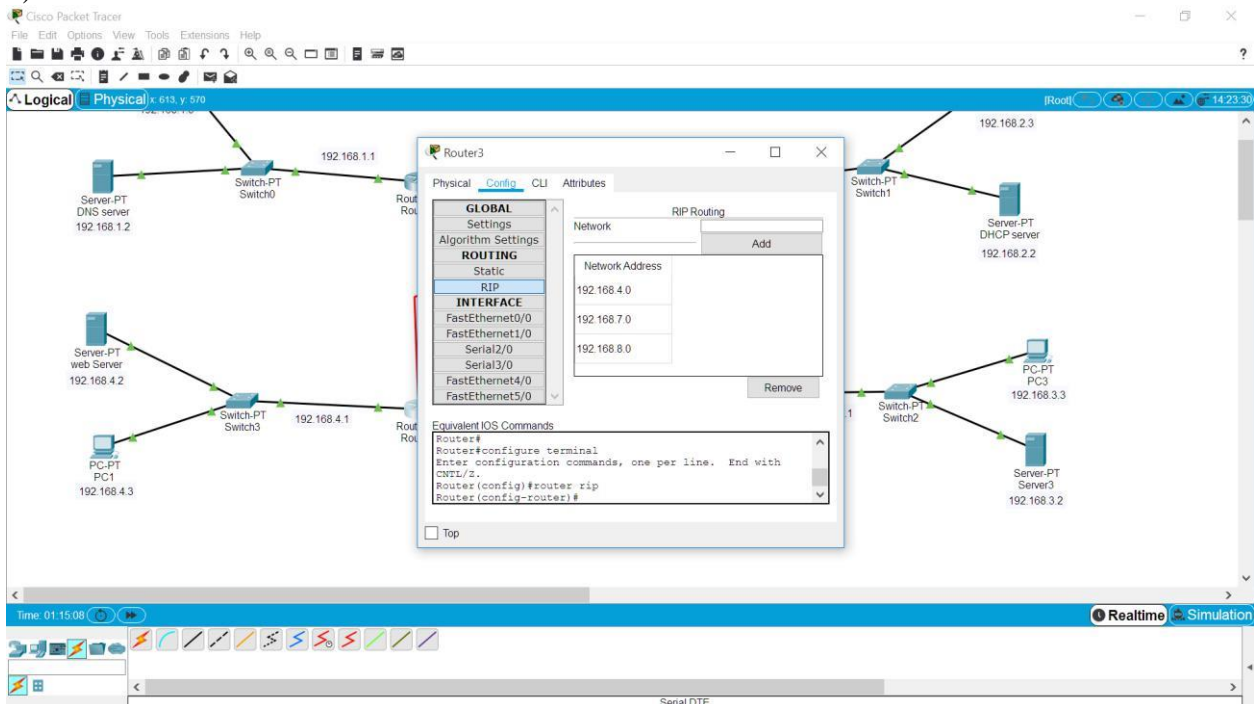 Cisco Packet Tracer
File Edit Options View Tools Extensions Help
?
Logical Physical x: 613, y: 570 [Root] 14:23:30
192.168.2.3
192.168.1.1
Switch-PT
Switch0
Server-PT
DNS server
192.168.1.2
Rout
Rou
Switch-PT
Switch1
Server-PT
DHCP server
192.168.2.2
Server-PT
web Server
192.168.4.2
Switch-PT
Switch3
192.168.4.1
Rout
Rou
PC-PT
PC1
192.168.4.3
Router3
Physical Config CLI Attributes
GLOBAL
Settings
Algorithm Settings
ROUTING
Static
RIP
INTERFACE
FastEthernet0/0
FastEthernet1/0
Serial2/0
Serial3/0
FastEthernet4/0
FastEthernet5/0
RIP Routing
Network
Add
Network Address
192.168.4.0
192.168.7.0
192.168.8.0
Remove
Equivalent IOS Commands
Router#
Router#configure terminal
Enter configuration commands, one per line. End with
CNTL/Z.
Router(config)#router rip
Router(config-router)#
Top
PC-PT
PC3
192.168.3.3
.1
Switch-PT
Switch2
Server-PT
Server3
192.168.3.2
Time: 01:15:08
Realtime Simulation
Serial DTE